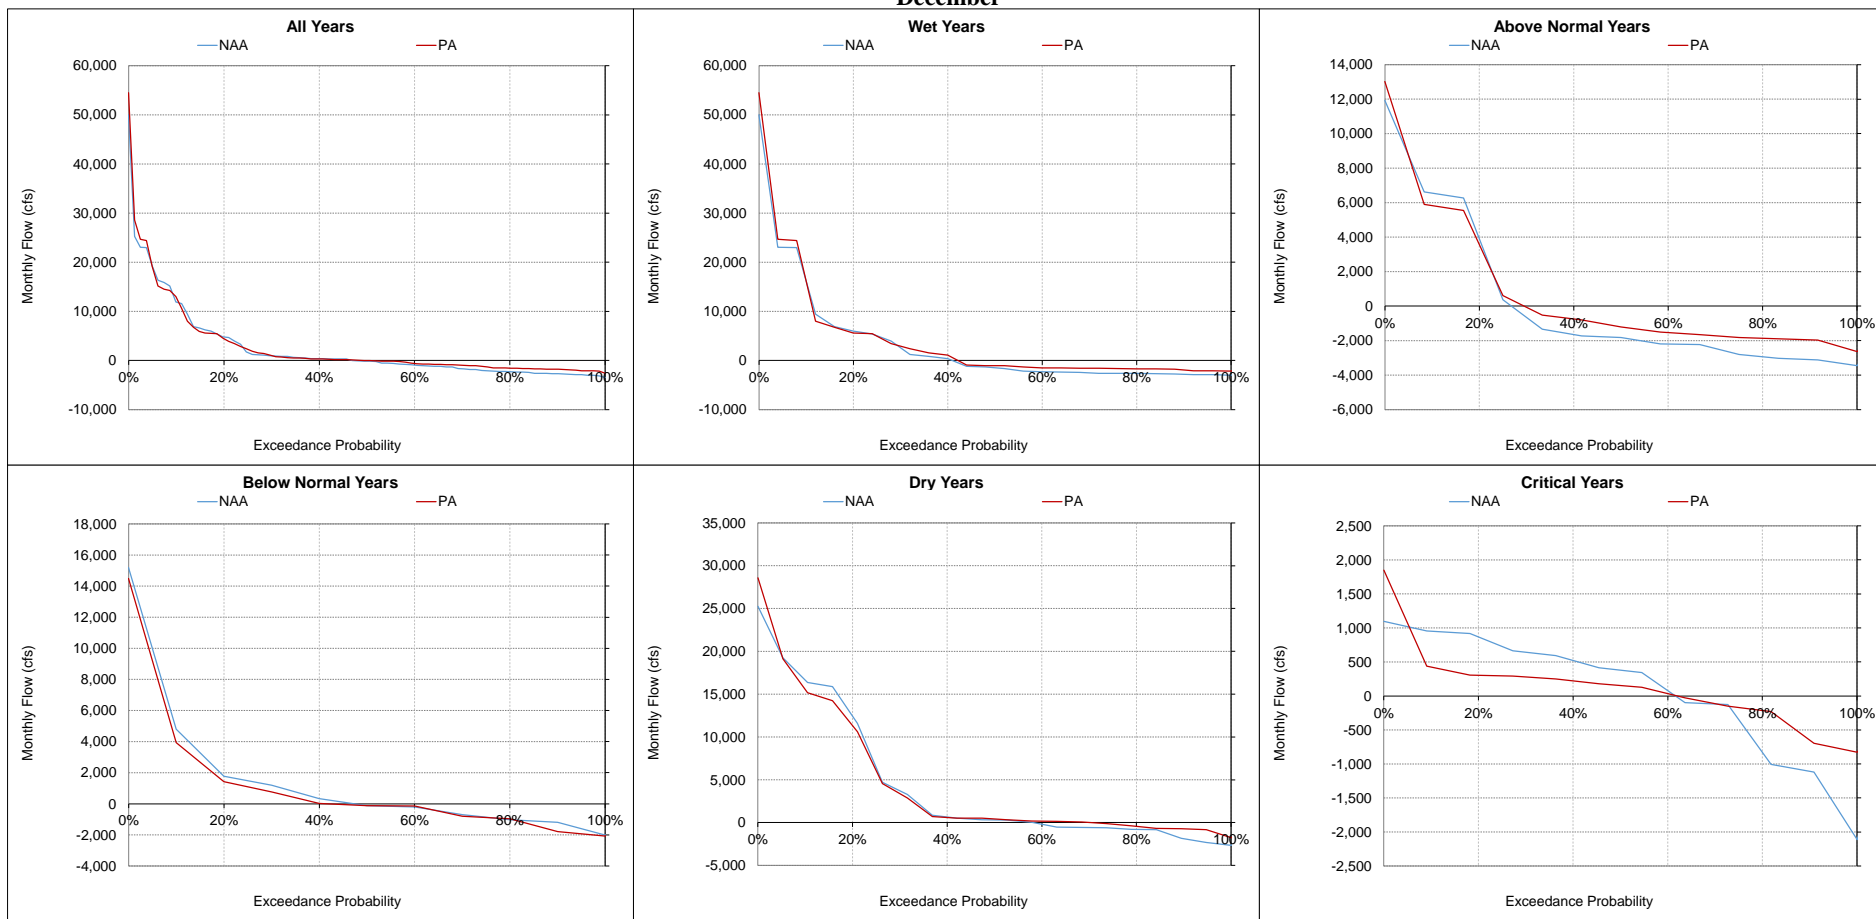 December
All Years
NAA PA
60,000
50,000
40,000
30,000
20,000
10,000
0
-10,000
0% 20% 40% 60% 80% 100%
Monthly Flow (cfs)
Exceedance Probability
Wet Years
NAA PA
60,000
50,000
40,000
30,000
20,000
10,000
0
-10,000
0% 20% 40% 60% 80% 100%
Monthly Flow (cfs)
Exceedance Probability
Above Normal Years
NAA PA
14,000
12,000
10,000
8,000
6,000
4,000
2,000
0
-2,000
-4,000
-6,000
0% 20% 40% 60% 80% 100%
Monthly Flow (cfs)
Exceedance Probability
Below Normal Years
NAA PA
18,000
16,000
14,000
12,000
10,000
8,000
6,000
4,000
2,000
0
-2,000
-4,000
0% 20% 40% 60% 80% 100%
Monthly Flow (cfs)
Exceedance Probability
Dry Years
NAA PA
35,000
30,000
25,000
20,000
15,000
10,000
5,000
0
-5,000
0% 20% 40% 60% 80% 100%
Monthly Flow (cfs)
Exceedance Probability
Critical Years
NAA PA
2,500
2,000
1,500
1,000
500
0
-500
-1,000
-1,500
-2,000
-2,500
0% 20% 40% 60% 80% 100%
Monthly Flow (cfs)
Exceedance Probability